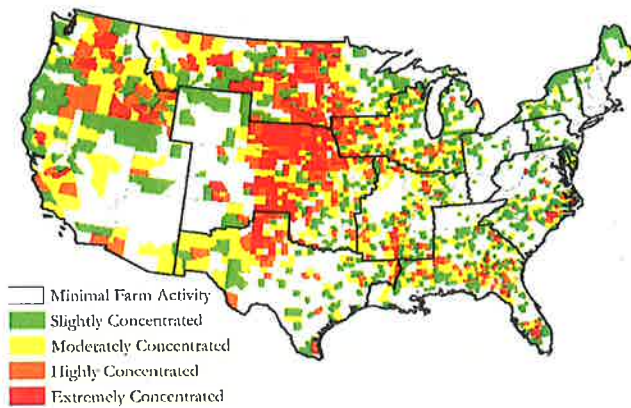 Minimal Farm Activity
Slightly Concentrated
Moderately Concentrated
Highly Concentrated
Extremely Concentrated